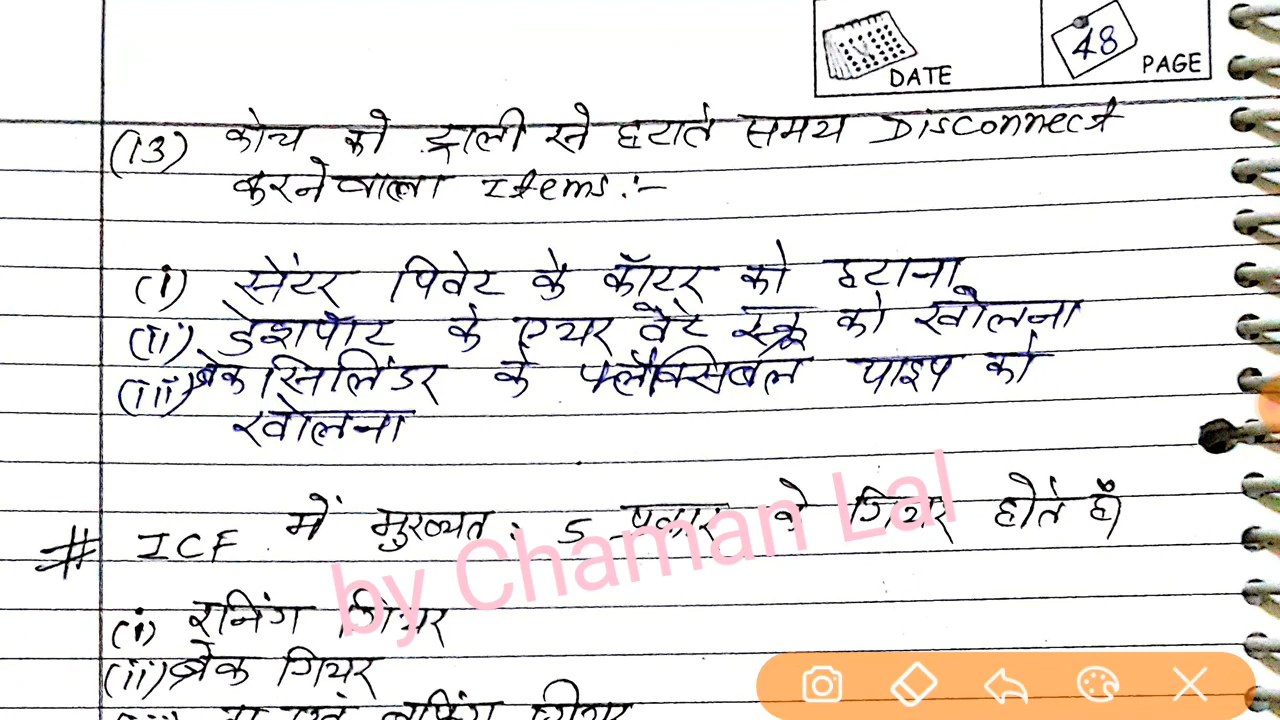 DATE
48 PAGE
(13) कोच को ट्राली से हटाते समय Disconnect
करने वाला Items :-
(i) सेंटर पिवेट के कॉटर को हटाना
(ii) डेशपॉट के एयर वेंट स्क्रू को खोलना
(iii) ब्रेक सिलिंडर के फ्लैक्सिबल पाइप को
खोलना
# ICF में मुख्यत: 5 प्रकार के गियर होते हैं
by Chaman Lal
(i) रनिंग गियर
(ii) ब्रेक गियर